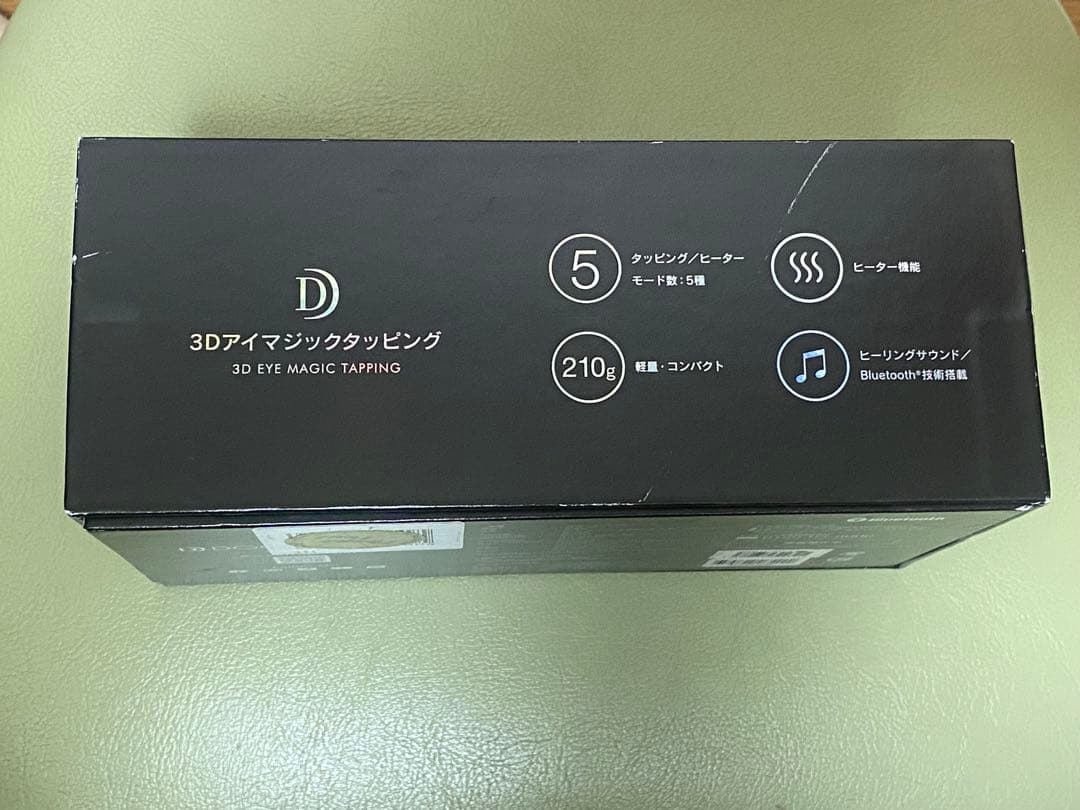 D
3Dアイマジックタッピング
3D EYE MAGIC TAPPING
5
タッピング／ヒーター
モード数：5種
ヒーター機能
210g
軽量・コンパクト
ヒーリングサウンド／
Bluetooth®技術搭載
Bluetooth